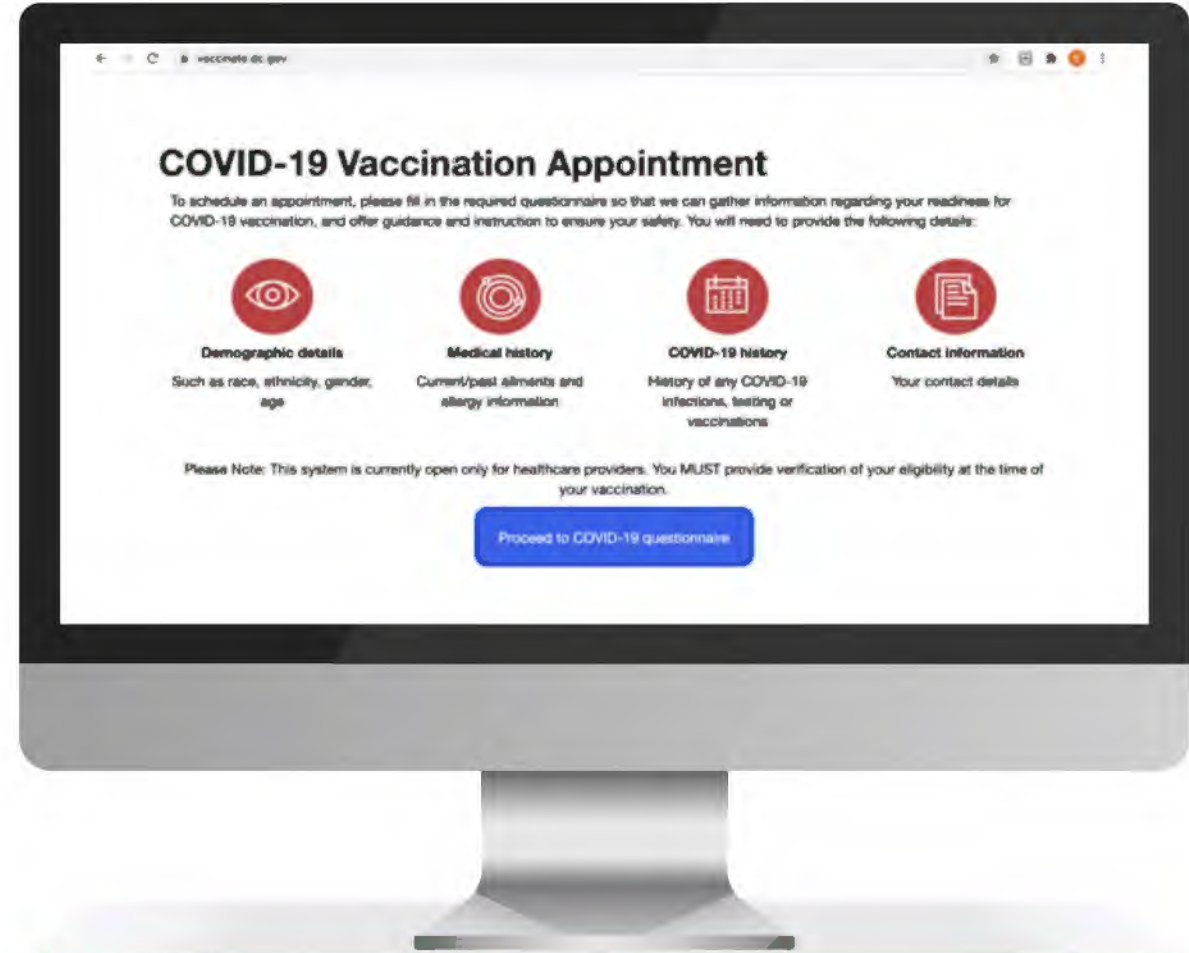 vaccinate.dc.gov
COVID-19 Vaccination Appointment
To schedule an appointment, please fill in the required questionnaire so that we can gather information regarding your readiness for
COVID-19 vaccination, and offer guidance and instruction to ensure your safety. You will need to provide the following details:
Demographic details
Such as race, ethnicity, gender,
age
Medical history
Current/past ailments and
allergy information
COVID-19 history
History of any COVID-19
infections, testing or
vaccinations
Contact information
Your contact details
Please Note: This system is currently open only for healthcare providers. You MUST provide verification of your eligibility at the time of
your vaccination.
Proceed to COVID-19 questionnaire